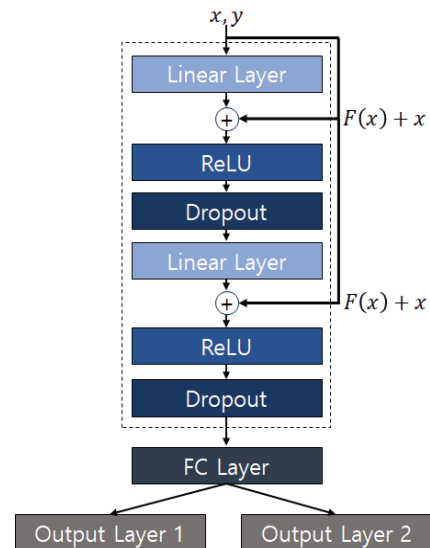 x, y
Linear Layer
+
F(x) + x
ReLU
Dropout
Linear Layer
+
F(x) + x
ReLU
Dropout
FC Layer
Output Layer 1
Output Layer 2